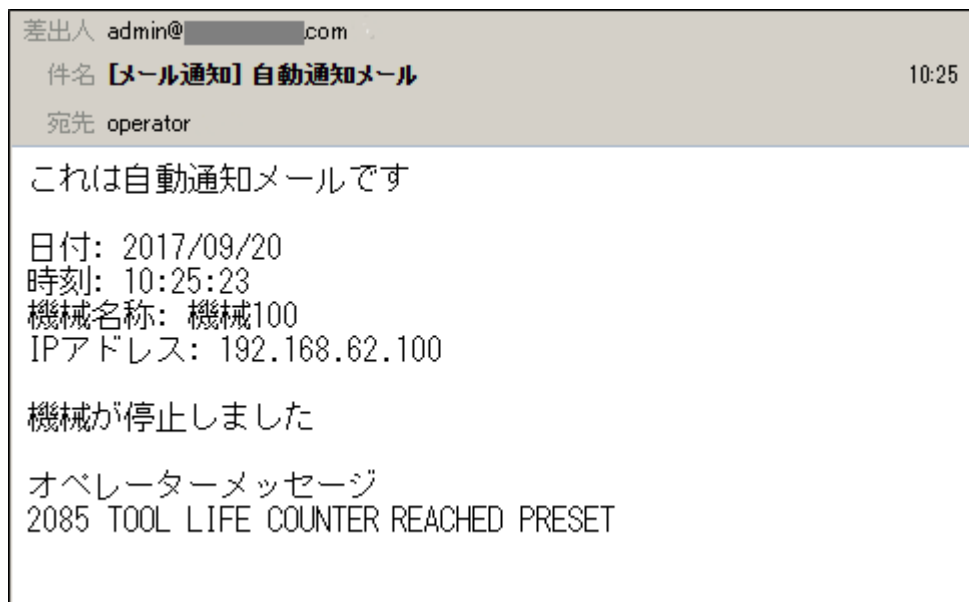 差出人 admin@ .com
件名 [メール通知] 自動通知メール 10:25
宛先 operator
これは自動通知メールです
日付: 2017/09/20
時刻: 10:25:23
機械名称: 機械100
IPアドレス: 192.168.62.100
機械が停止しました
オペレーターメッセージ
2085 TOOL LIFE COUNTER REACHED PRESET